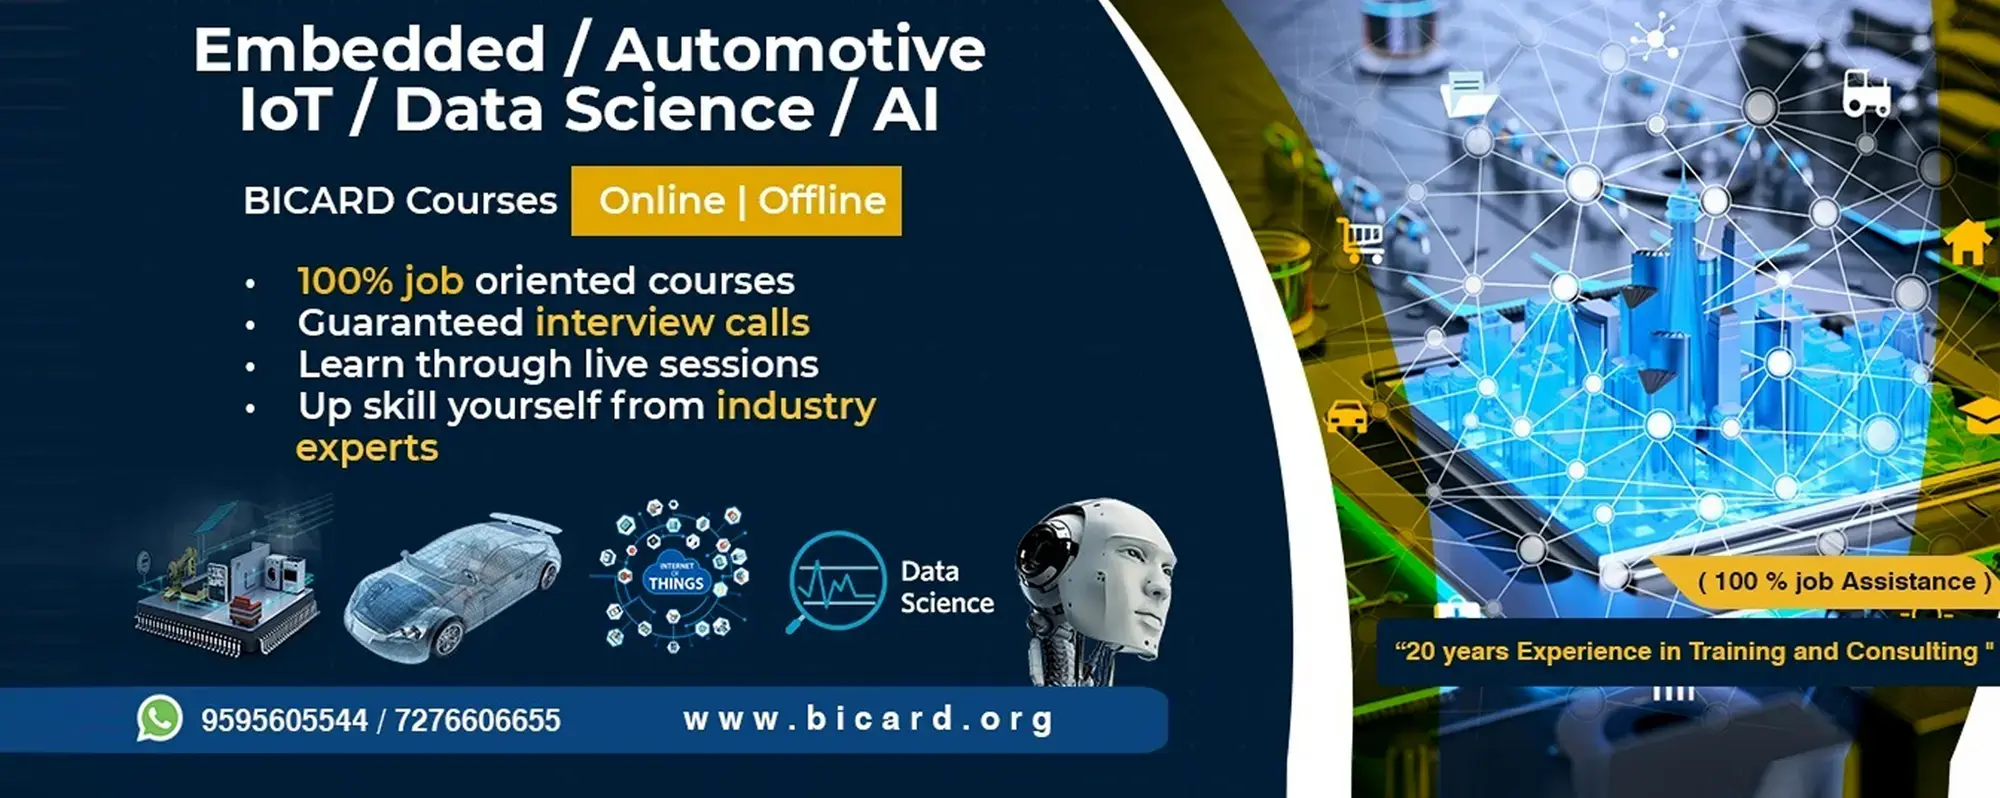 Embedded / Automotive
IoT / Data Science / AI
BICARD Courses Online | Offline
• 100% job oriented courses
• Guaranteed interview calls
• Learn through live sessions
• Up skill yourself from industry
experts
INTERNET
OF
THINGS
Data
Science
( 100 % job Assistance )
“20 years Experience in Training and Consulting "
9595605544 / 7276606655
www.bicard.org